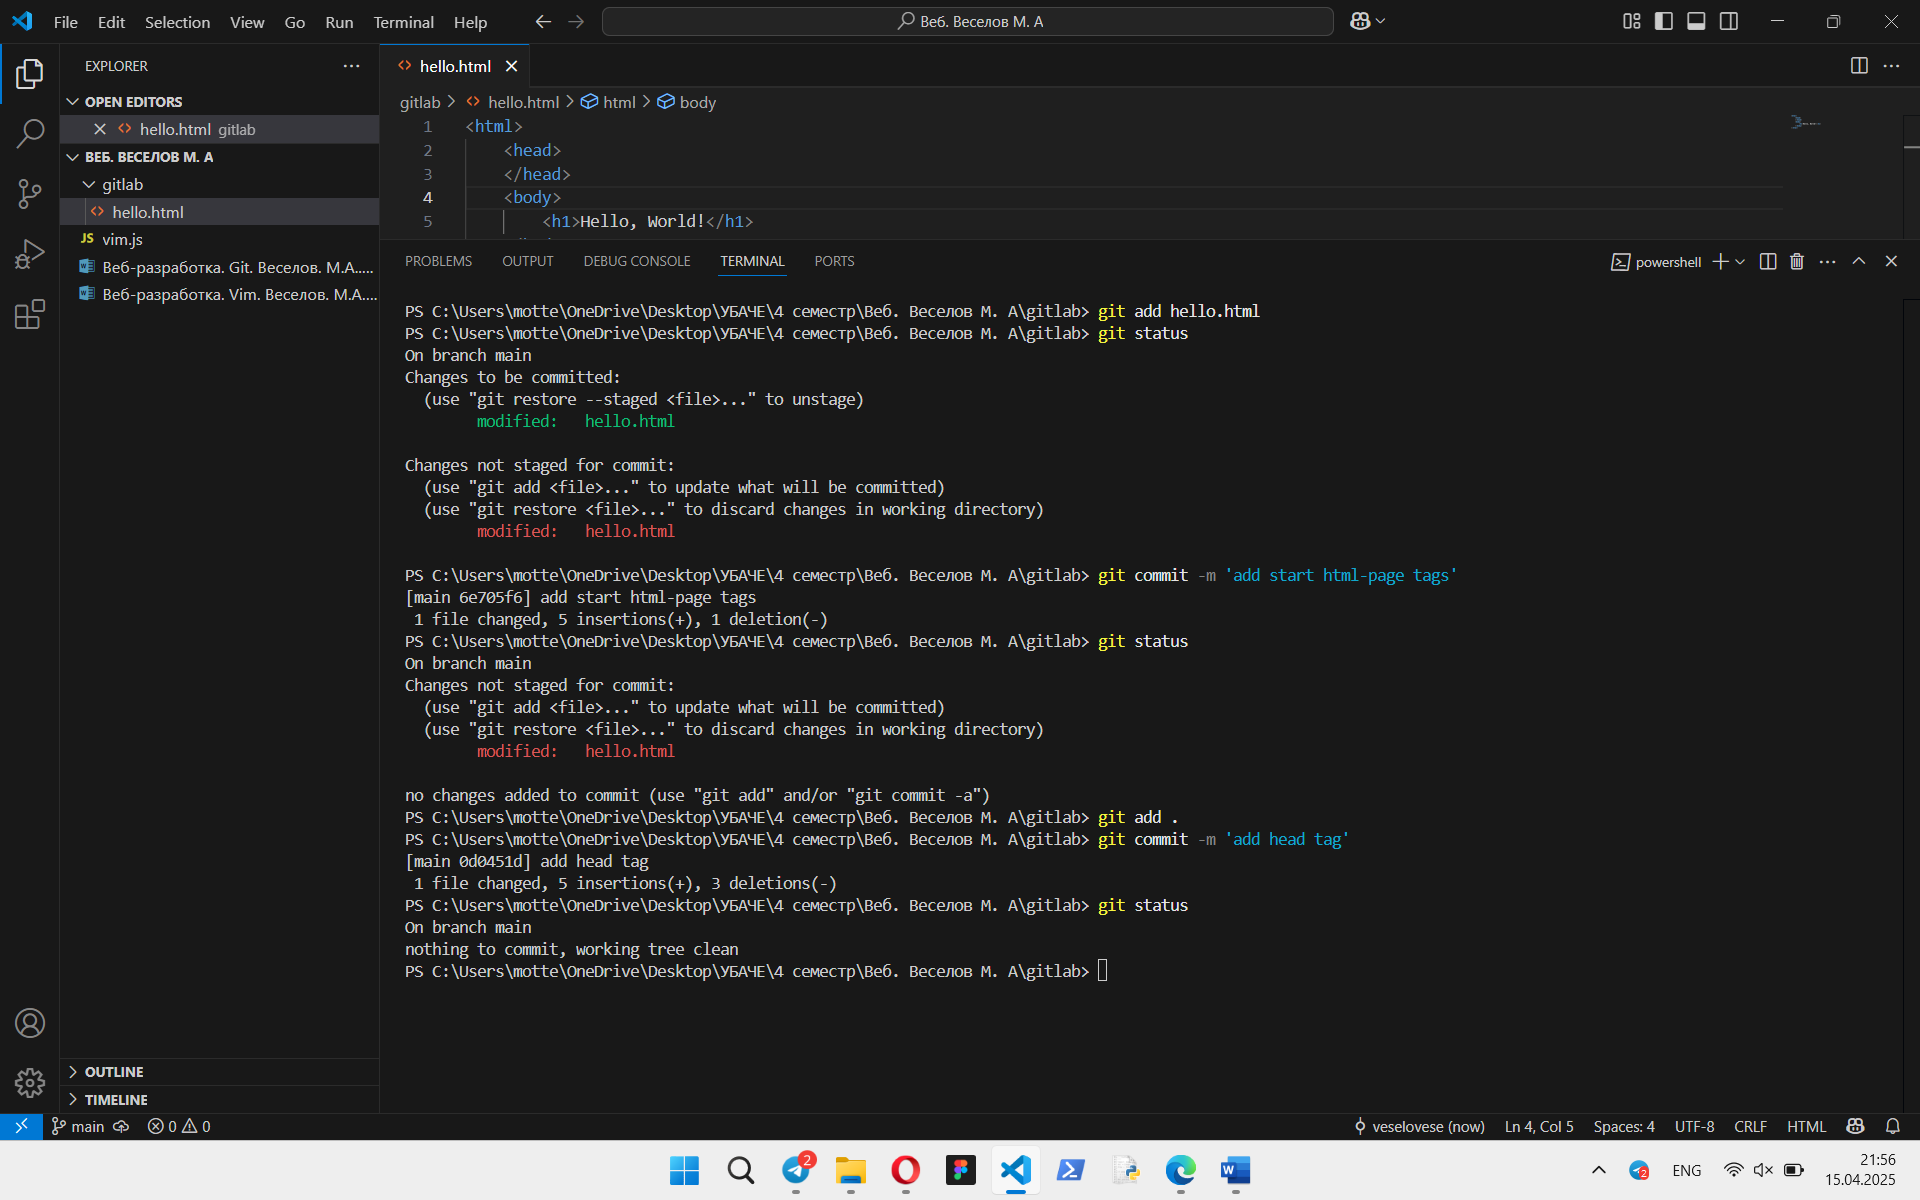 File Edit Selection View Go Run Terminal Help
Веб. Веселов М. А
EXPLORER
OPEN EDITORS
hello.html gitlab
ВЕБ. ВЕСЕЛОВ М. А
gitlab
hello.html
JS vim.js
Веб-разработка. Git. Веселов. М.А.....
Веб-разработка. Vim. Веселов. М.А....
OUTLINE
TIMELINE
hello.html
gitlab > hello.html > html > body
1 <html>
2 <head>
3 </head>
4 <body>
5 <h1>Hello, World!</h1>
PROBLEMS OUTPUT DEBUG CONSOLE TERMINAL PORTS
powershell
PS C:\Users\motte\OneDrive\Desktop\УБАЧЕ\4 семестр\Веб. Веселов М. А\gitlab> git add hello.html
PS C:\Users\motte\OneDrive\Desktop\УБАЧЕ\4 семестр\Веб. Веселов М. А\gitlab> git status
On branch main
Changes to be committed:
(use "git restore --staged <file>..." to unstage)
modified: hello.html
Changes not staged for commit:
(use "git add <file>..." to update what will be committed)
(use "git restore <file>..." to discard changes in working directory)
modified: hello.html
PS C:\Users\motte\OneDrive\Desktop\УБАЧЕ\4 семестр\Веб. Веселов М. А\gitlab> git commit -m 'add start html-page tags'
[main 6e705f6] add start html-page tags
1 file changed, 5 insertions(+), 1 deletion(-)
PS C:\Users\motte\OneDrive\Desktop\УБАЧЕ\4 семестр\Веб. Веселов М. А\gitlab> git status
On branch main
Changes not staged for commit:
(use "git add <file>..." to update what will be committed)
(use "git restore <file>..." to discard changes in working directory)
modified: hello.html
no changes added to commit (use "git add" and/or "git commit -a")
PS C:\Users\motte\OneDrive\Desktop\УБАЧЕ\4 семестр\Веб. Веселов М. А\gitlab> git add .
PS C:\Users\motte\OneDrive\Desktop\УБАЧЕ\4 семестр\Веб. Веселов М. А\gitlab> git commit -m 'add head tag'
[main 0d0451d] add head tag
1 file changed, 5 insertions(+), 3 deletions(-)
PS C:\Users\motte\OneDrive\Desktop\УБАЧЕ\4 семестр\Веб. Веселов М. А\gitlab> git status
On branch main
nothing to commit, working tree clean
PS C:\Users\motte\OneDrive\Desktop\УБАЧЕ\4 семестр\Веб. Веселов М. А\gitlab>
main 0 0
veselovese (now) Ln 4, Col 5 Spaces: 4 UTF-8 CRLF HTML
2
2
ENG
21:56
15.04.2025